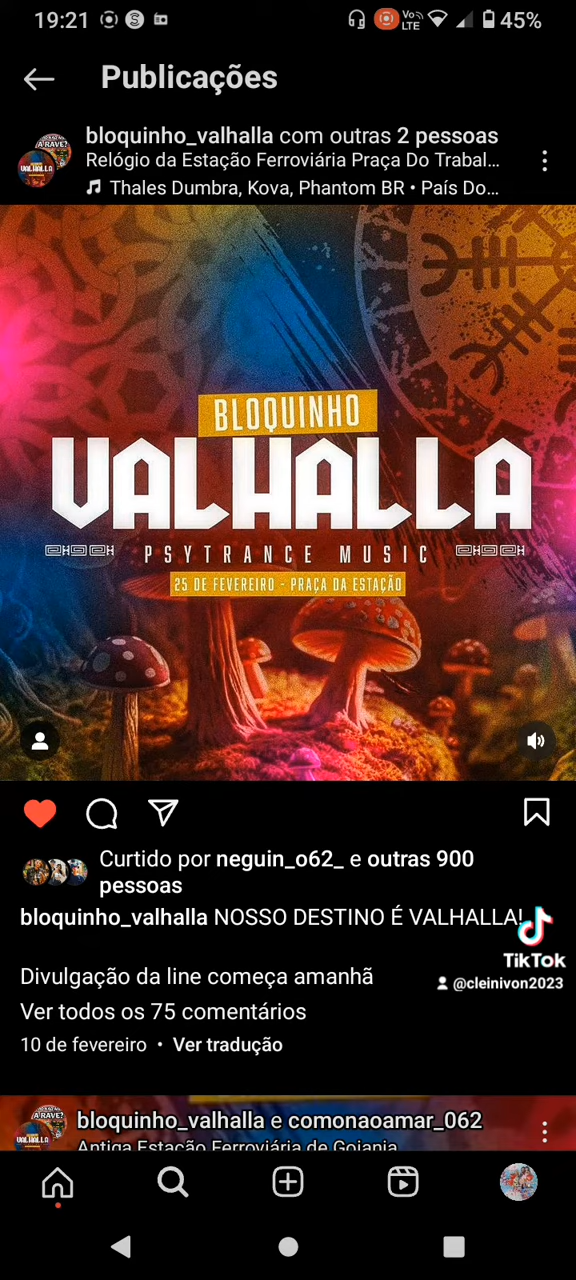 19:21
Vo LTE
45%
Publicações
bloquinho_valhalla com outras 2 pessoas
Relógio da Estação Ferroviária Praça Do Trabal...
Thales Dumbra, Kova, Phantom BR • País Do...
BLOQUINHO
VALHALLA
PSYTRANCE MUSIC
25 DE FEVEREIRO - PRAÇA DA ESTAÇÃO
Curtido por neguin_o62_ e outras 900
pessoas
bloquinho_valhalla NOSSO DESTINO É VALHALLA!
TikTok
@cleinivon2023
Divulgação da line começa amanhã
Ver todos os 75 comentários
10 de fevereiro • Ver tradução
A RAVE?
bloquinho_valhalla e comonaoamar_062
Antiga Estação Ferroviária de Goiania